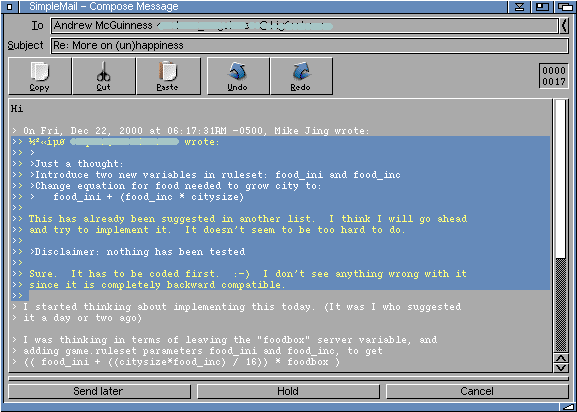 SimpleMail – Compose Message
To Andrew McGuinness
Subject Re: More on (un)happiness
Copy Cut Paste Undo Redo
0000
0017
Hi
> On Fri, Dec 22, 2000 at 06:17:31RM -0500, Mike Jing wrote:
>> ½²«íµø wrote:
>> >
>> >Just a thought:
>> >Introduce two new variables in ruleset: food_ini and food_inc
>> >Change equation for food needed to grow city to:
>> >   food_ini + (food_inc * citysize)
>>
>> This has already been suggested in another list.  I think I will go ahead
>> and try to implement it.  It doesn't seem to be too hard to do.
>>
>> >Disclaimer: nothing has been tested
>>
>> Sure.  It has to be coded first.  :-)  I don't see anything wrong with it
>> since it is completely backward compatible.
>>
> I started thinking about implementing this today. (It was I who suggested
> it a day or two ago)
>
> I was thinking in terms of leaving the "foodbox" server variable, and
> adding game.ruleset parameters food_ini and food_inc, to get
> (( food_ini + ((citysize*food_inc) / 16)) * foodbox )
Send later Hold Cancel